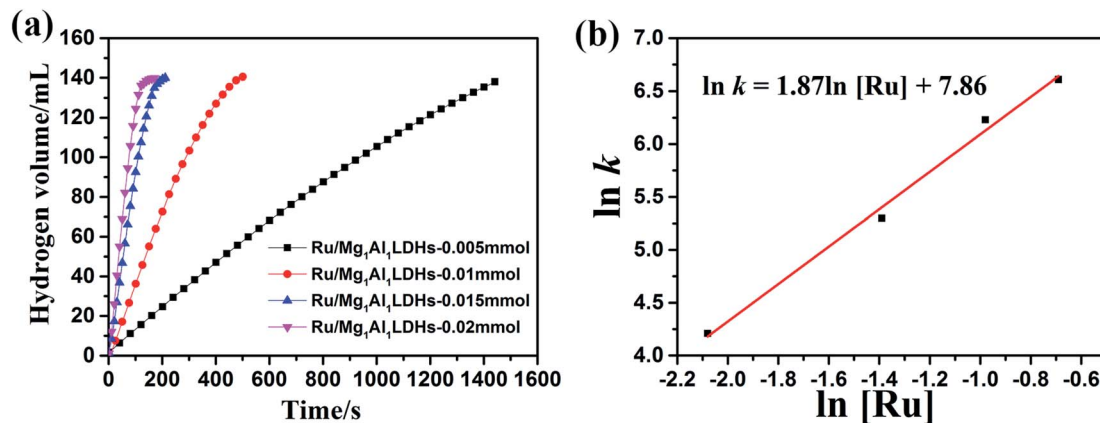 (a)
160
140
120
100
80
60
40
20
0
Hydrogen volume/mL
Ru/Mg₁Al₁LDHs-0.005mmol
Ru/Mg₁Al₁LDHs-0.01mmol
Ru/Mg₁Al₁LDHs-0.015mmol
Ru/Mg₁Al₁LDHs-0.02mmol
0 200 400 600 800 1000 1200 1400 1600
Time/s
(b)
7.0
6.5
6.0
5.5
5.0
4.5
4.0
ln k
ln k = 1.87ln [Ru] + 7.86
-2.2 -2.0 -1.8 -1.6 -1.4 -1.2 -1.0 -0.8 -0.6
ln [Ru]